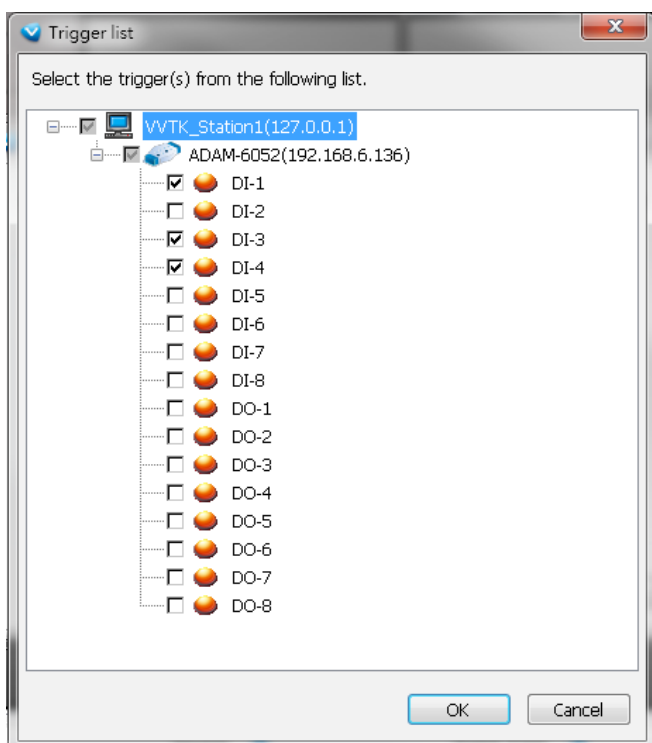 Trigger list
Select the trigger(s) from the following list.
VVTK_Station1(127.0.0.1)
ADAM-6052(192.168.6.136)
DI-1
DI-2
DI-3
DI-4
DI-5
DI-6
DI-7
DI-8
DO-1
DO-2
DO-3
DO-4
DO-5
DO-6
DO-7
DO-8
OK Cancel